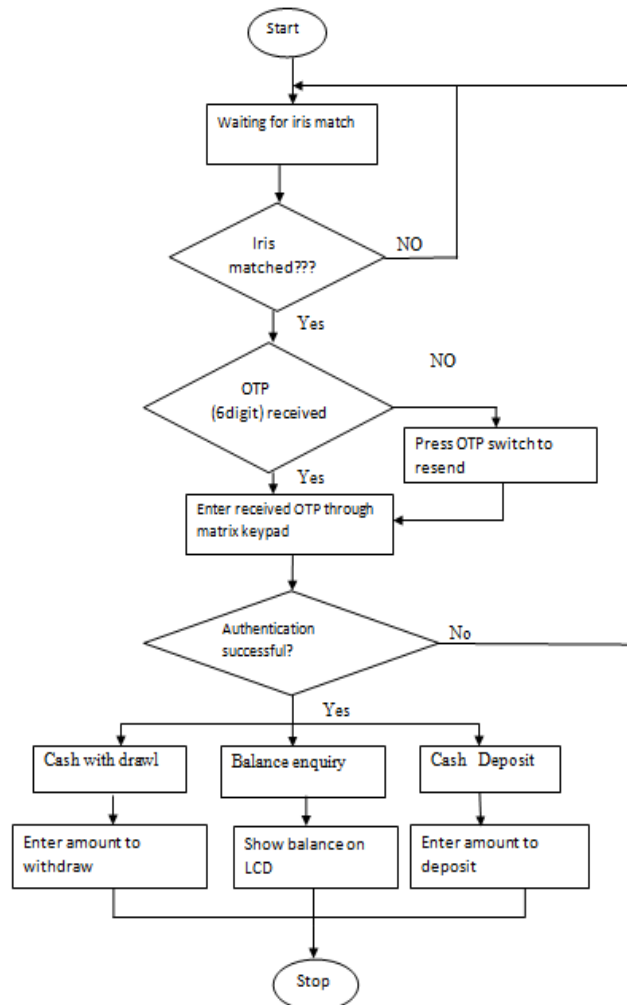 Start
Waiting for iris match
Iris
matched???
NO
Yes
NO
OTP
(6digit) received
Press OTP switch to
resend
Yes
Enter received OTP through
matrix keypad
Authentication
successful?
No
Yes
Cash with drawl
Balance enquiry
Cash Deposit
Enter amount to
withdraw
Show balance on
LCD
Enter amount to
deposit
Stop